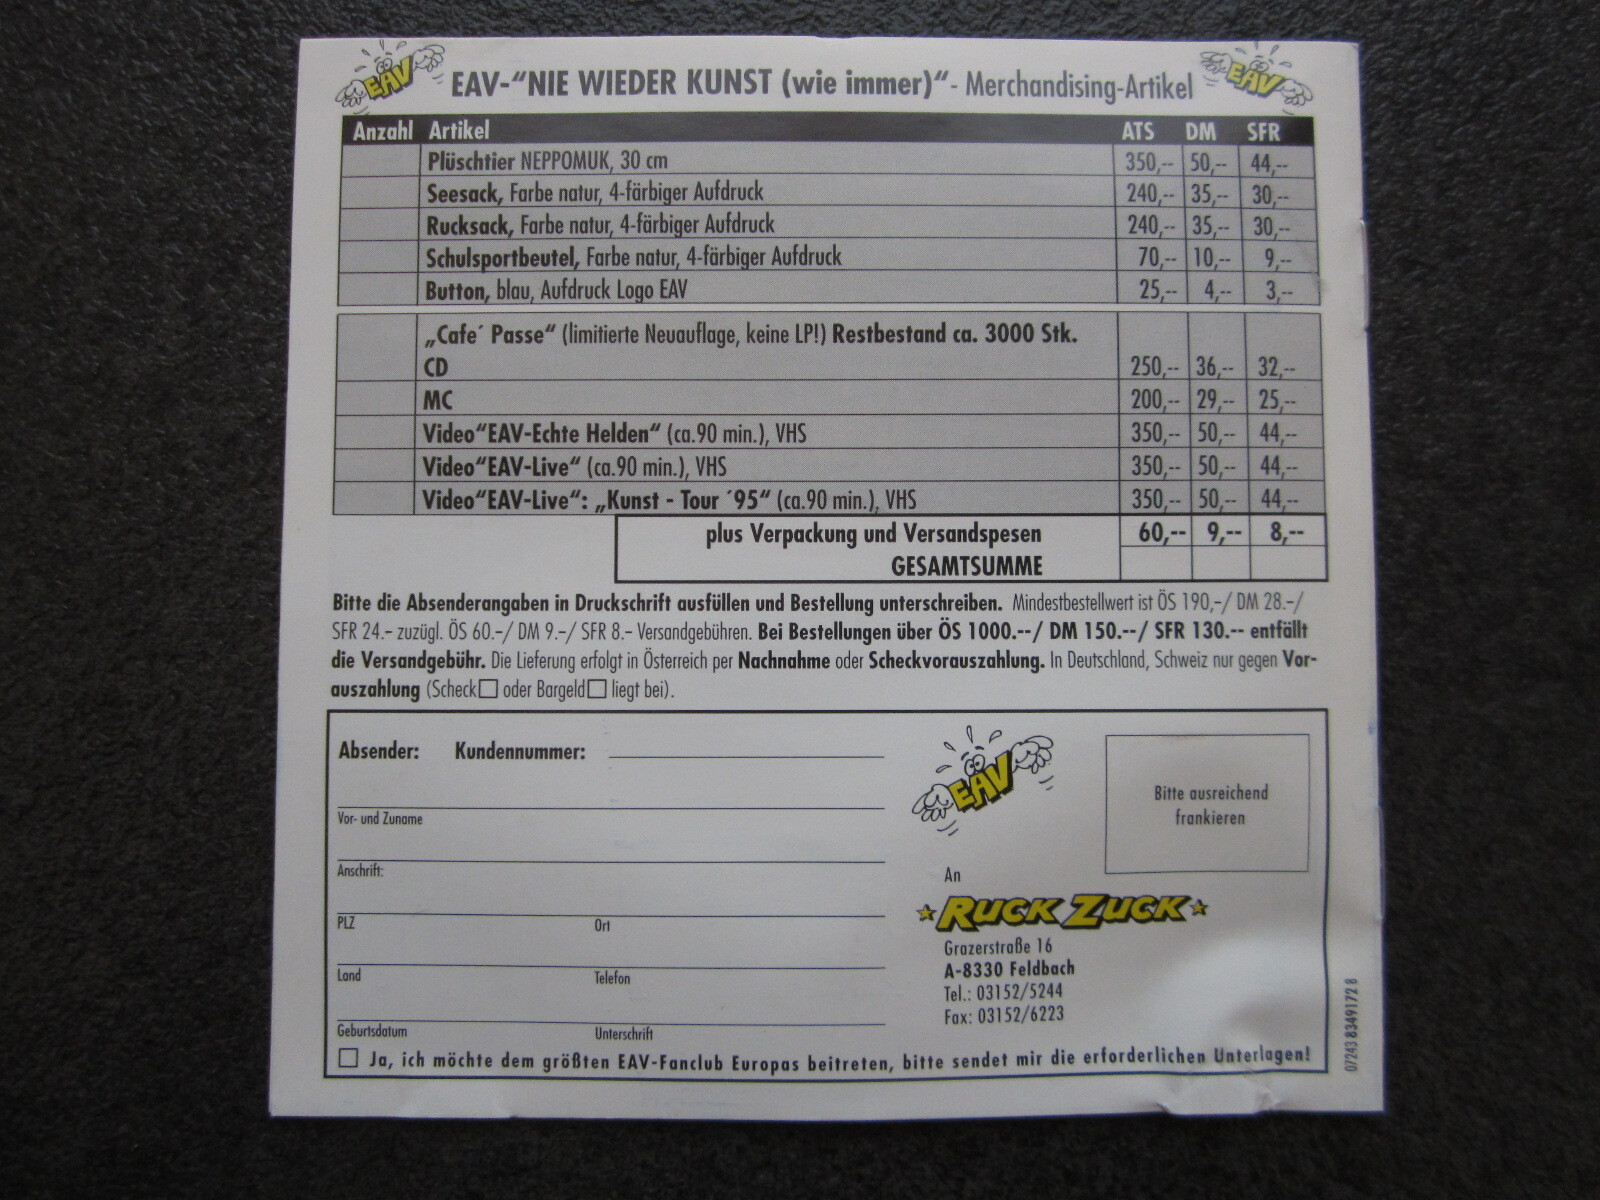 EAV EAV-"NIE WIEDER KUNST (wie immer)" - Merchandising-Artikel EAV
Anzahl Artikel ATS DM SFR
Plüschtier NEPPOMUK, 30 cm 350,-- 50,-- 44,--
Seesack, Farbe natur, 4-färbiger Aufdruck 240,-- 35,-- 30,--
Rucksack, Farbe natur, 4-färbiger Aufdruck 240,-- 35,-- 30,--
Schulsportbeutel, Farbe natur, 4-färbiger Aufdruck 70,-- 10,-- 9,--
Button, blau, Aufdruck Logo EAV 25,-- 4,-- 3,--
„Cafe´ Passe“ (limitierte Neuauflage, keine LP!) Restbestand ca. 3000 Stk.
CD 250,-- 36,-- 32,--
MC 200,-- 29,-- 25,--
Video“EAV-Echte Helden“ (ca.90 min.), VHS 350,-- 50,-- 44,--
Video“EAV-Live“ (ca.90 min.), VHS 350,-- 50,-- 44,--
Video“EAV-Live“: „Kunst - Tour ´95“ (ca.90 min.), VHS 350,-- 50,-- 44,--
plus Verpackung und Versandspesen 60,-- 9,-- 8,--
GESAMTSUMME
Bitte die Absenderangaben in Druckschrift ausfüllen und Bestellung unterschreiben. Mindestbestellwert ist ÖS 190,-/ DM 28.-/
SFR 24.- zuzügl. ÖS 60.-/ DM 9.-/ SFR 8.- Versandgebühren. Bei Bestellungen über ÖS 1000.--/ DM 150.--/ SFR 130.-- entfällt
die Versandgebühr. Die Lieferung erfolgt in Österreich per Nachnahme oder Scheckvorauszahlung. In Deutschland, Schweiz nur gegen Vor-
auszahlung (Scheck☐ oder Bargeld☐ liegt bei).
Absender: Kundennummer:
Vor- und Zuname
Anschrift:
PLZ Ort
Land Telefon
Geburtsdatum Unterschrift
EAV
Bitte ausreichend
frankieren
An
RUCK ZUCK
Grazerstraße 16
A-8330 Feldbach
Tel.: 03152/5244
Fax: 03152/6223
☐ Ja, ich möchte dem größten EAV-Fanclub Europas beitreten, bitte sendet mir die erforderlichen Unterlagen!
07243 8349172 8